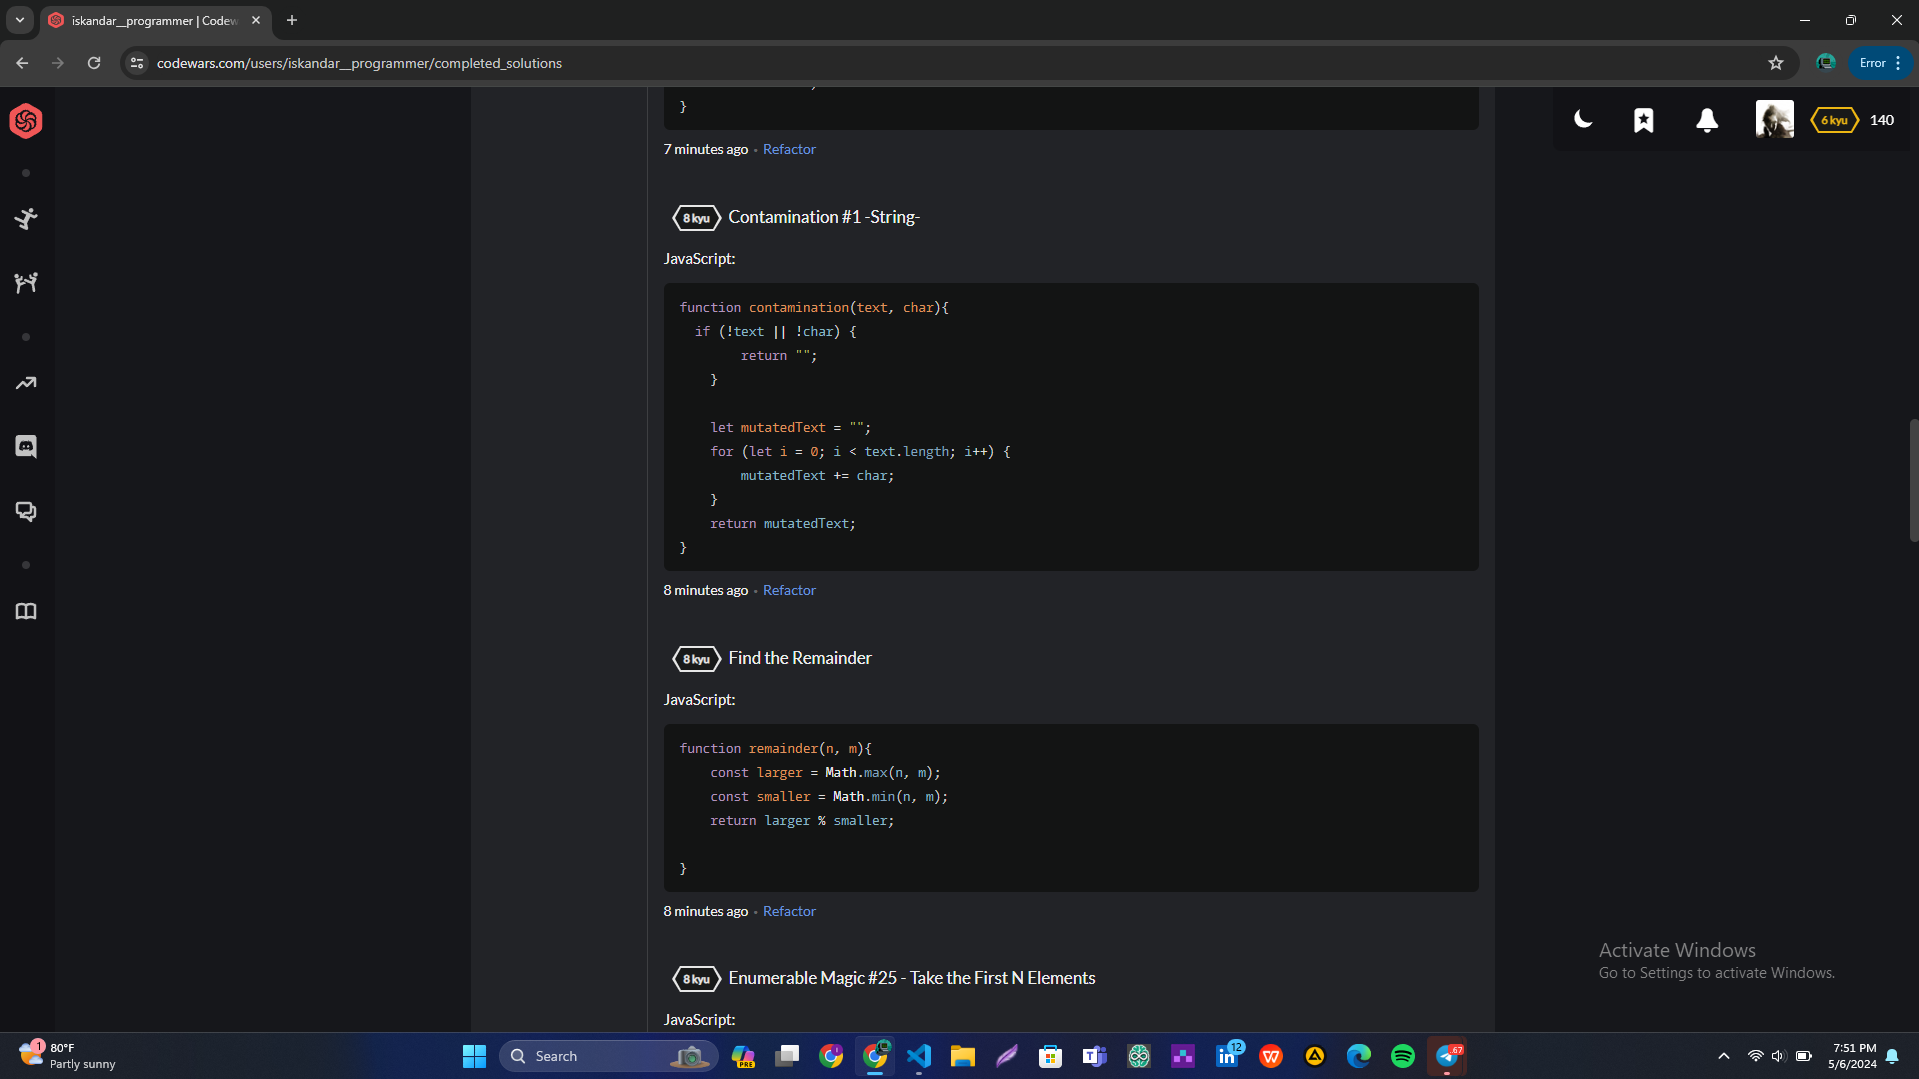 iskandar__programmer | Codew
codewars.com/users/iskandar__programmer/completed_solutions
Error
6 kyu
140
}
7 minutes ago • Refactor
8 kyu Contamination #1 -String-
JavaScript:
function contamination(text, char){
  if (!text || !char) {
        return "";
    }
    let mutatedText = "";
    for (let i = 0; i < text.length; i++) {
        mutatedText += char;
    }
    return mutatedText;
}
8 minutes ago • Refactor
8 kyu Find the Remainder
JavaScript:
function remainder(n, m){
    const larger = Math.max(n, m);
    const smaller = Math.min(n, m);
    return larger % smaller;
}
8 minutes ago • Refactor
8 kyu Enumerable Magic #25 - Take the First N Elements
JavaScript:
Activate Windows
Go to Settings to activate Windows.
1
80°F
Partly sunny
Search
PRE
12
67
7:51 PM
5/6/2024